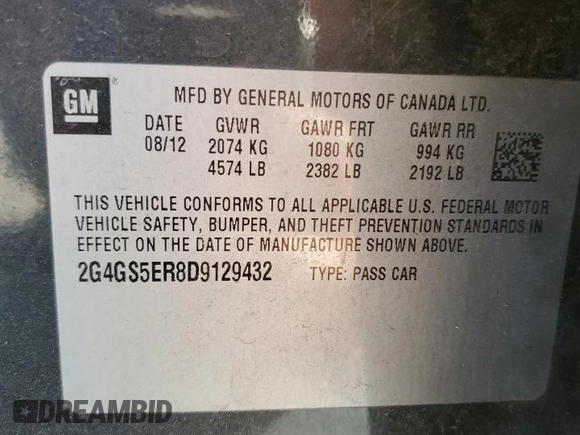 GM
MFD BY GENERAL MOTORS OF CANADA LTD.
DATE GVWR GAWR FRT GAWR RR
08/12 2074 KG 1080 KG 994 KG
4574 LB 2382 LB 2192 LB
THIS VEHICLE CONFORMS TO ALL APPLICABLE U.S. FEDERAL MOTOR
VEHICLE SAFETY, BUMPER, AND THEFT PREVENTION STANDARDS IN
EFFECT ON THE DATE OF MANUFACTURE SHOWN ABOVE.
2G4GS5ER8D9129432 TYPE: PASS CAR
DREAMBID